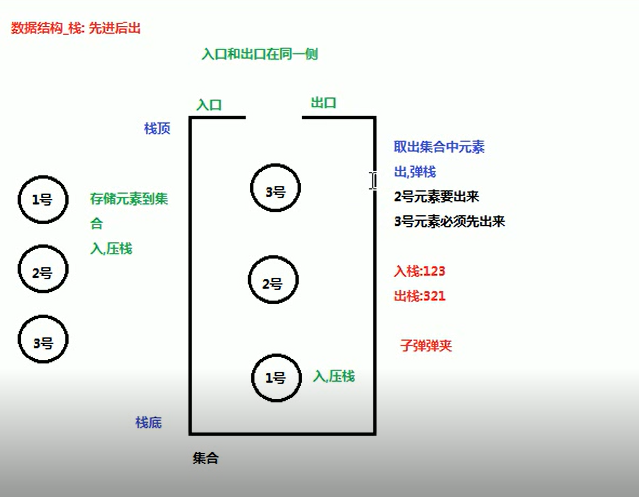 数据结构_栈: 先进后出
入口和出口在同一侧
入口
出口
栈顶
1号
2号
3号
存储元素到集
合
入,压栈
3号
2号
1号
入,压栈
取出集合中元素
出,弹栈
2号元素要出来
3号元素必须先出来
入栈:123
出栈:321
子弹弹夹
栈底
集合